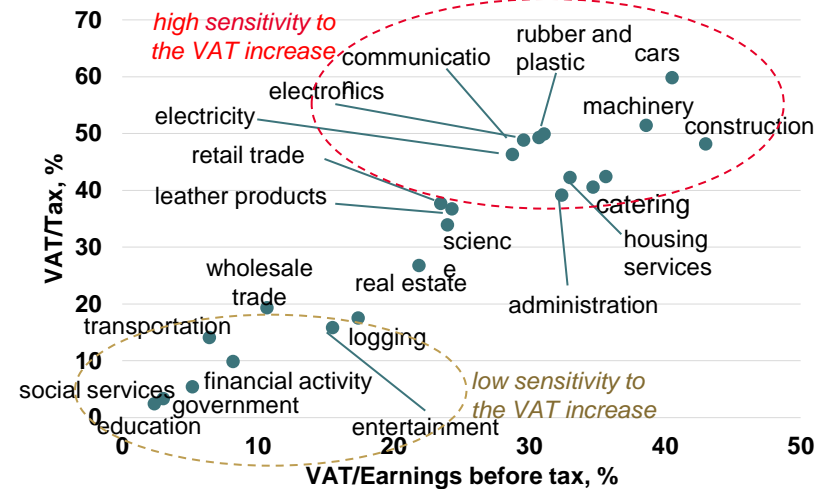 70
60
50
40
30
20
10
0
VAT/Tax, %
high sensitivity to
the VAT increase
communicatio
n
rubber and
plastic
cars
electronics
machinery
electricity
construction
retail trade
leather products
catering
scienc
e
housing
services
wholesale
trade
real estate
administration
transportation
logging
social services
financial activity
low sensitivity to
the VAT increase
government
education
entertainment
0
10
20
30
40
50
VAT/Earnings before tax, %